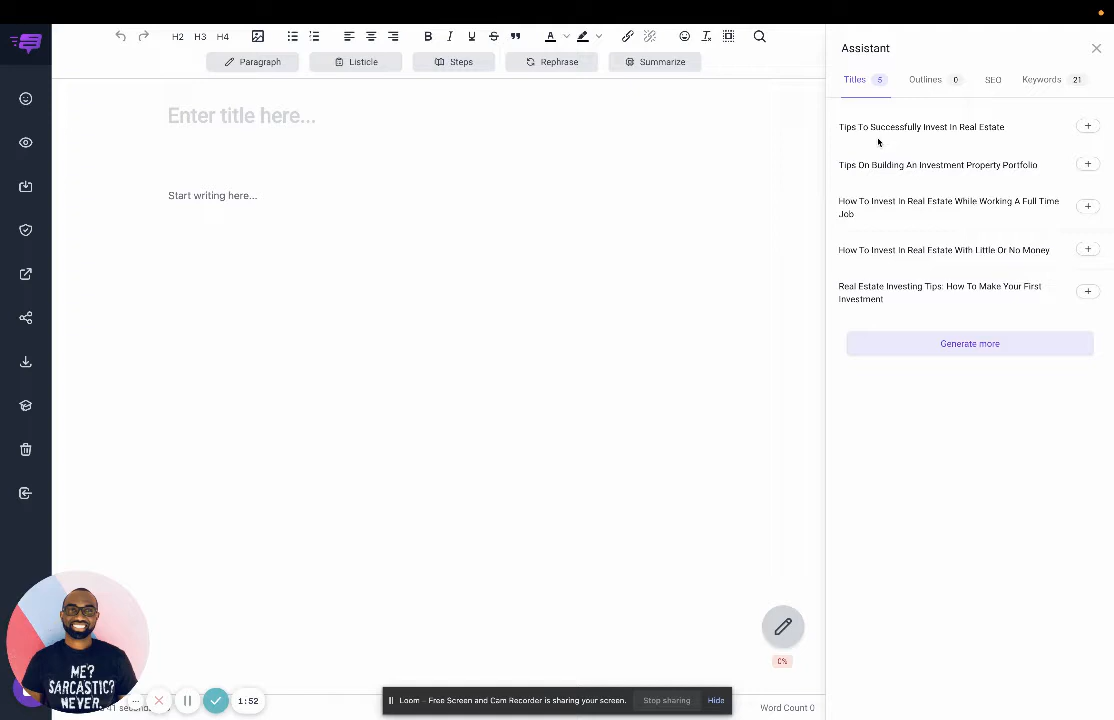 H2 H3 H4 B I U S A
Paragraph Listicle Steps Rephrase Summarize
Enter title here...
Start writing here...
Assistant
Titles 5 Outlines 0 SEO Keywords 21
Tips To Successfully Invest In Real Estate
Tips On Building An Investment Property Portfolio
How To Invest In Real Estate While Working A Full Time
Job
How To Invest In Real Estate With Little Or No Money
Real Estate Investing Tips: How To Make Your First
Investment
Generate more
0%
ME?
SARCASTIC?
NEVER.
1:52
Loom – Free Screen and Cam Recorder is sharing your screen. Stop sharing Hide
Word Count 0